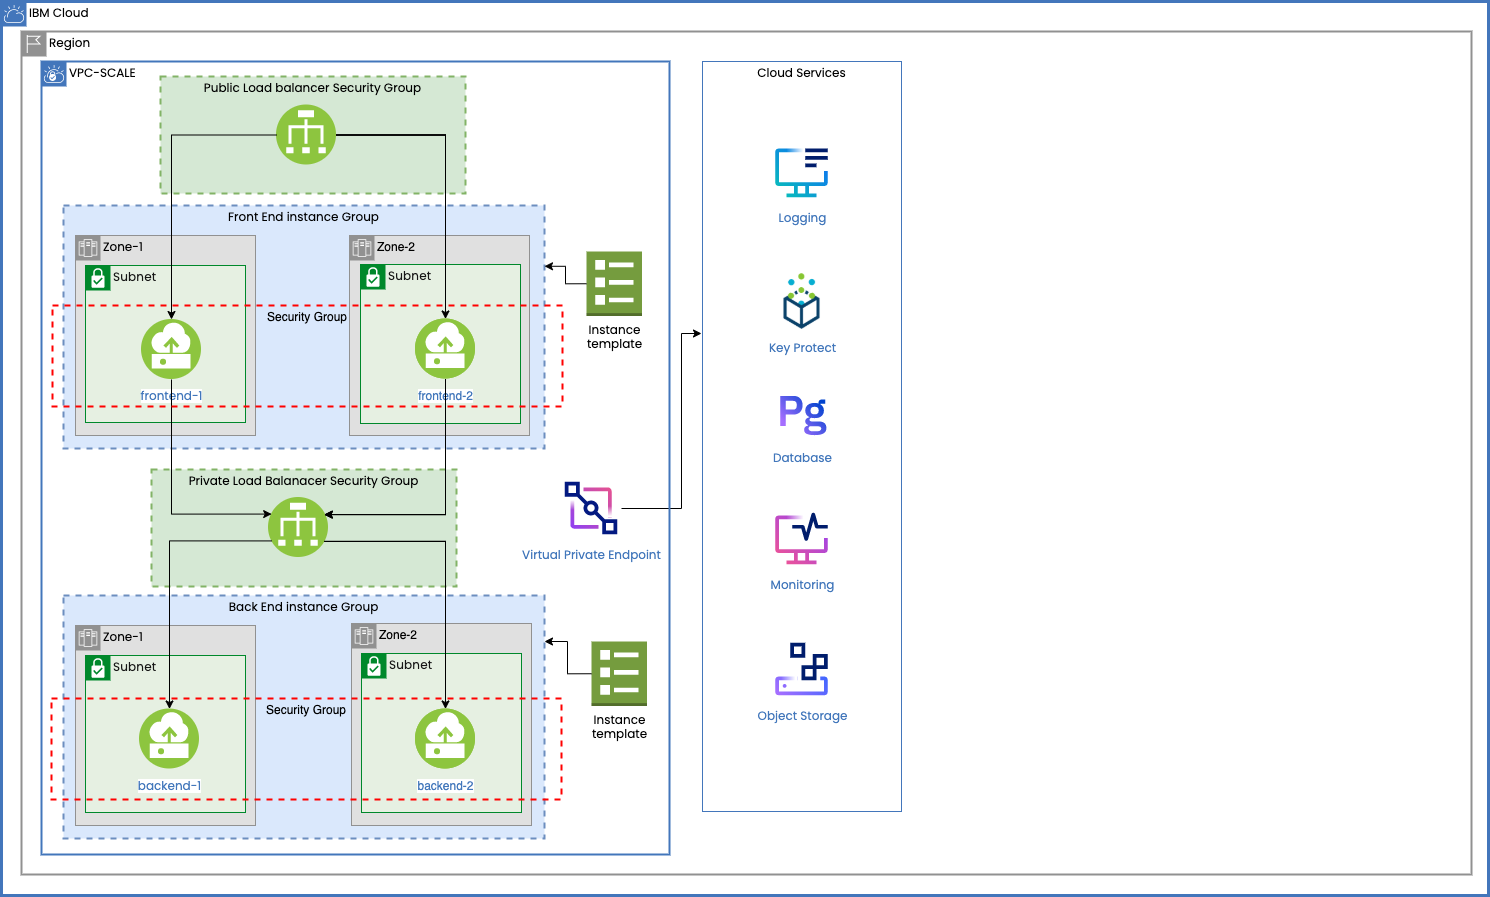 IBM Cloud
Region
VPC-SCALE
Public Load balancer Security Group
Front End instance Group
Zone-1
Zone-2
Subnet
Subnet
Security Group
frontend-1
frontend-2
Instance
template
Private Load Balanacer Security Group
Virtual Private Endpoint
Back End instance Group
Zone-1
Zone-2
Subnet
Subnet
Security Group
backend-1
backend-2
Instance
template
Cloud Services
Logging
Key Protect
Pg
Database
Monitoring
Object Storage